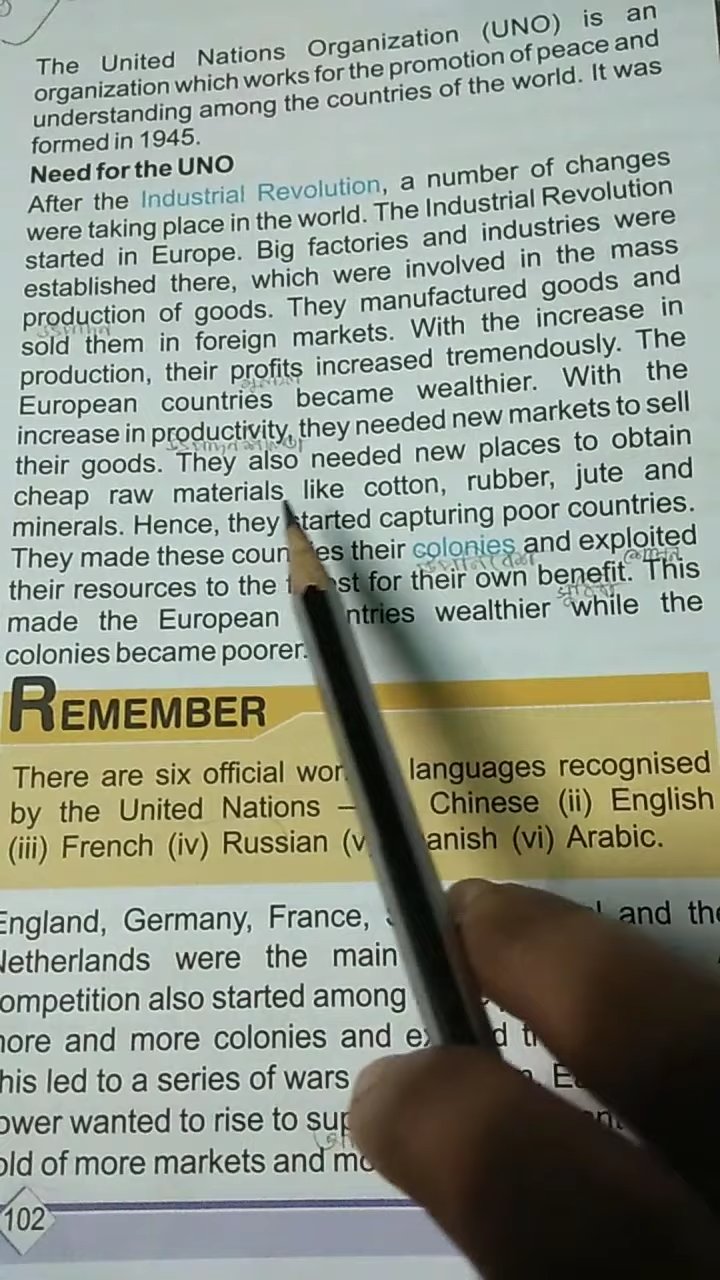 The United Nations Organization (UNO) is an
organization which works for the promotion of peace and
understanding among the countries of the world. It was
formed in 1945.
Need for the UNO
After the Industrial Revolution, a number of changes
were taking place in the world. The Industrial Revolution
started in Europe. Big factories and industries were
established there, which were involved in the mass
production of goods. They manufactured goods and
sold them in foreign markets. With the increase in
production, their profits increased tremendously. The
European countries became wealthier. With the
increase in productivity, they needed new markets to sell
their goods. They also needed new places to obtain
cheap raw materials, like cotton, rubber, jute and
minerals. Hence, they started capturing poor countries.
They made these coun es their colonies and exploited
their resources to the st for their own benefit. This
made the European ntries wealthier while the
colonies became poorer.
REMEMBER
There are six official wor languages recognised
by the United Nations – Chinese (ii) English
(iii) French (iv) Russian (v anish (vi) Arabic.
England, Germany, France, and the
Netherlands were the main
ompetition also started among
more and more colonies and
his led to a series of wars
ower wanted to rise to
old of more markets and
102